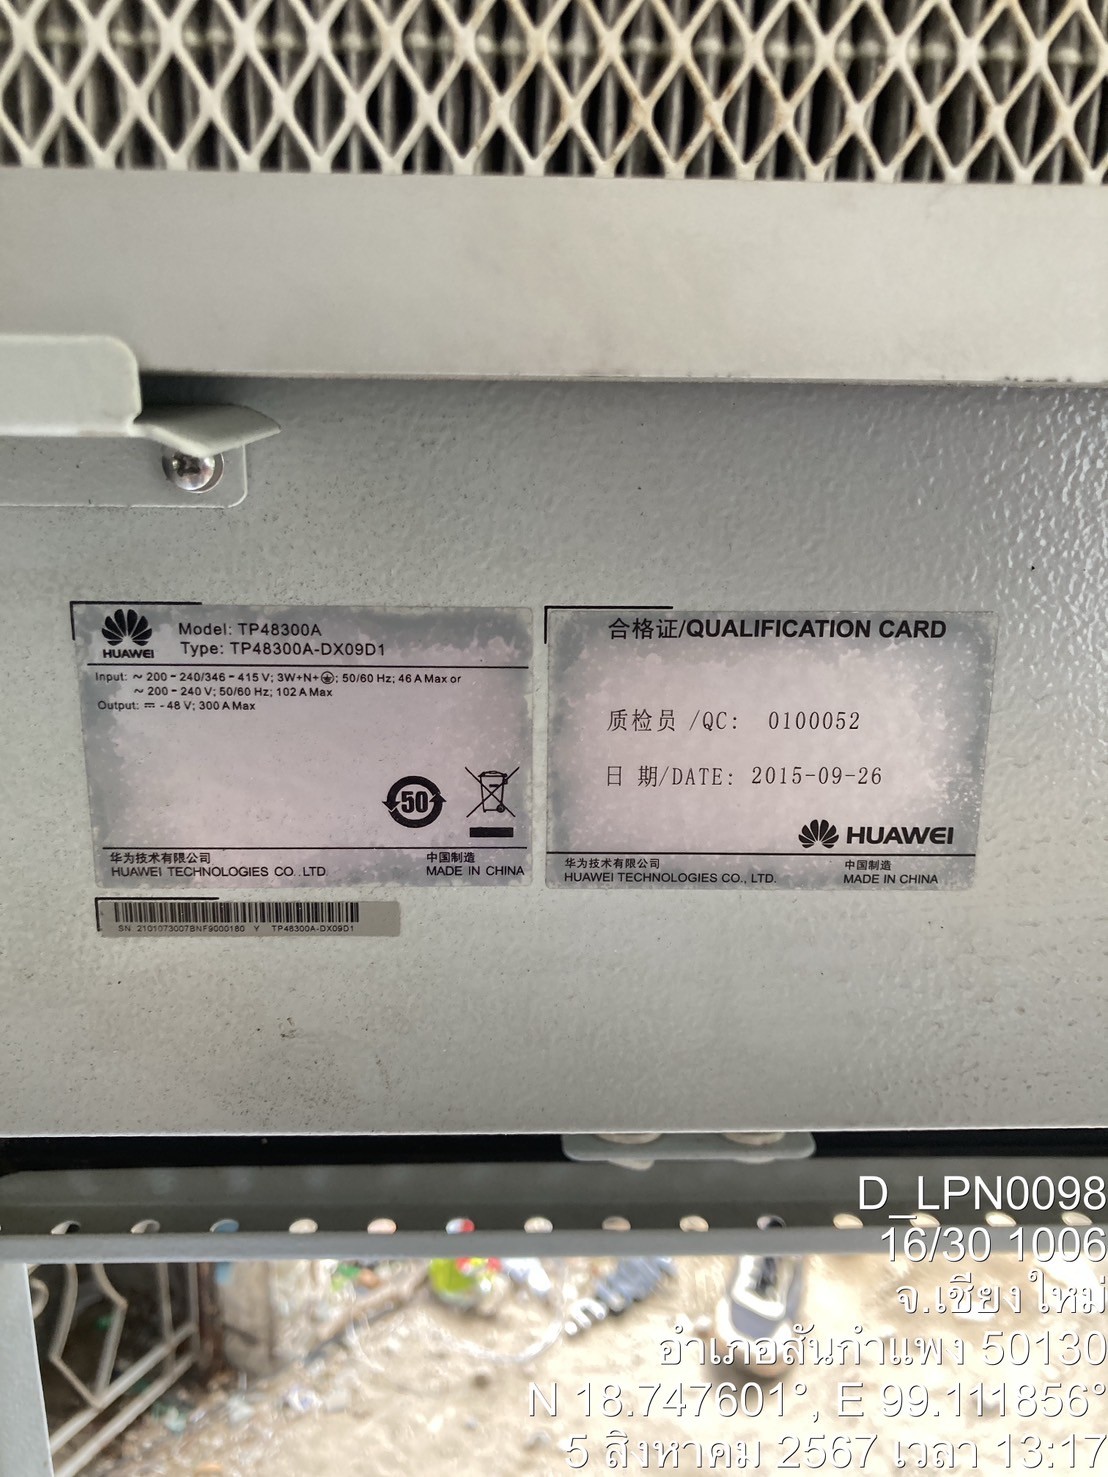 HUAWEI
Model: TP48300A
Type: TP48300A-DX09D1
Input: ~ 200 - 240/346 - 415 V; 3W+N+; 50/60 Hz; 46 A Max or
~ 200 - 240 V; 50/60 Hz; 102 A Max
Output: - 48 V; 300 A Max
50
华为技术有限公司
HUAWEI TECHNOLOGIES CO.,LTD.
中国制造
MADE IN CHINA
SN 2101073007BNF9000180 Y TP48300A-DX09D1
合格证/QUALIFICATION CARD
质检员 /QC: 0100052
日 期/DATE: 2015-09-26
HUAWEI
华为技术有限公司
HUAWEI TECHNOLOGIES CO., LTD.
中国制造
MADE IN CHINA
D_LPN0098
16/30 1006
จ.เชียงใหม่
อำเภอสันกำแพง 50130
N 18.747601°, E 99.111856°
5 สิงหาคม 2567 เวลา 13:17